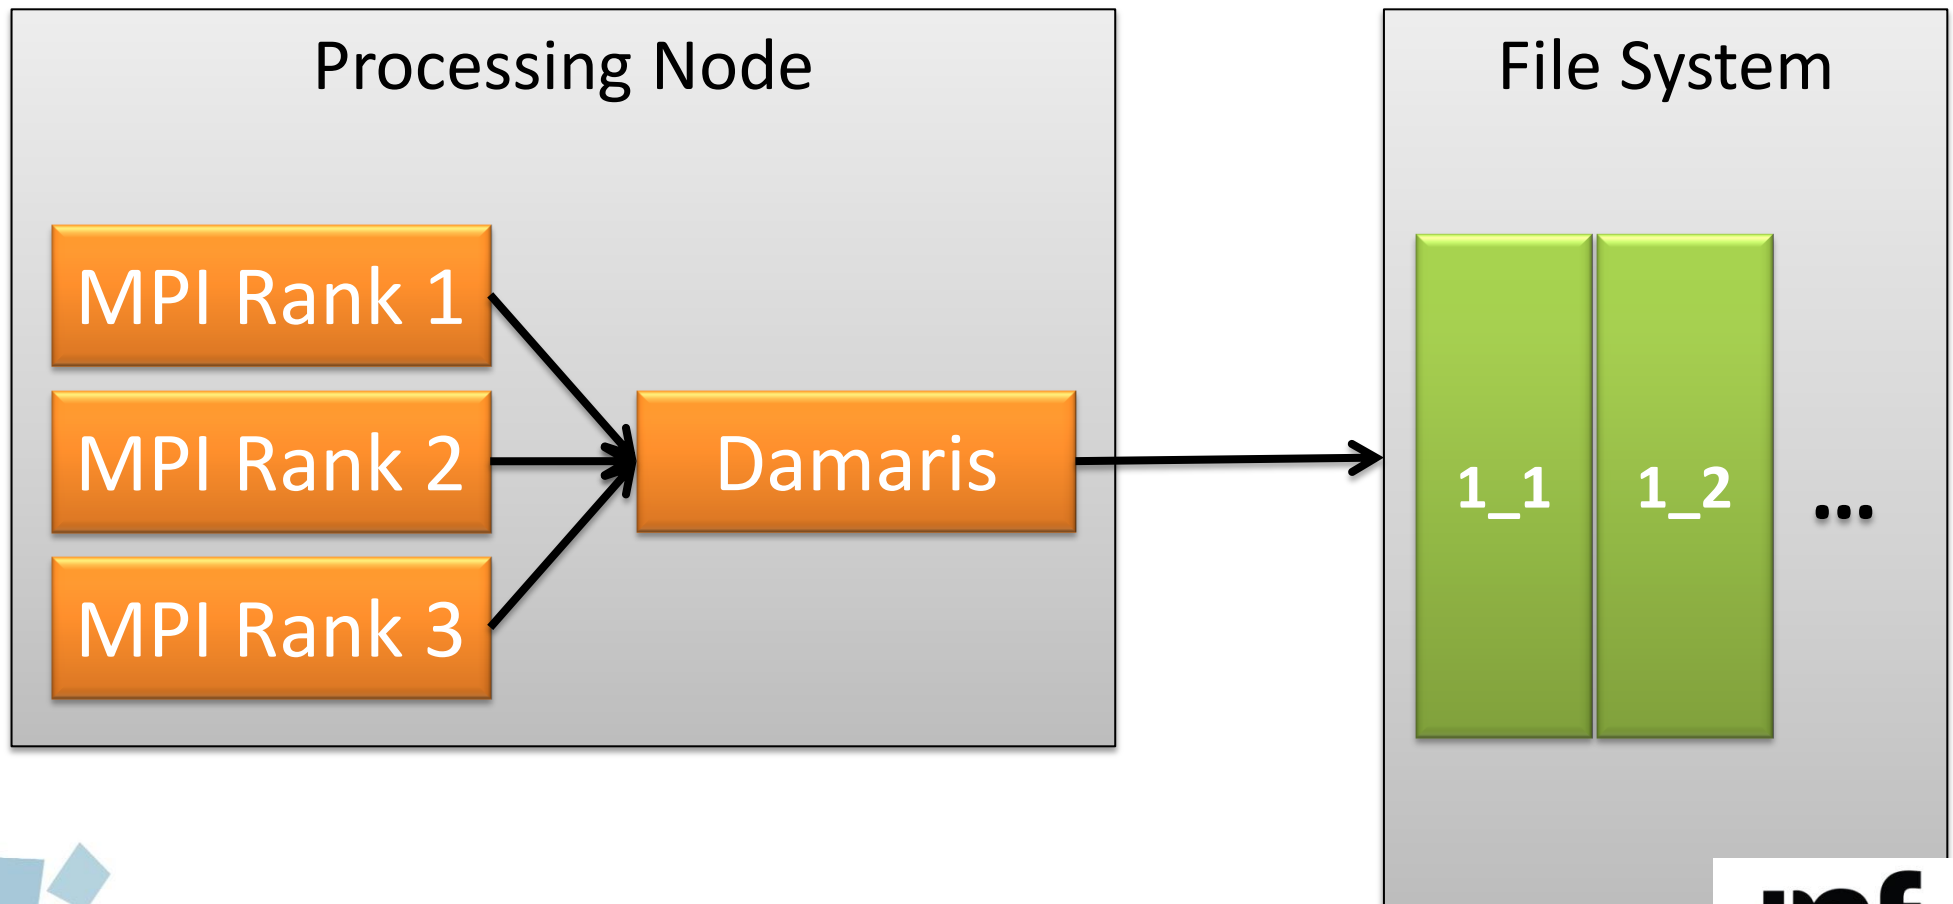 Processing Node
MPI Rank 1
MPI Rank 2
MPI Rank 3
Damaris
File System
1_1
1_2
...